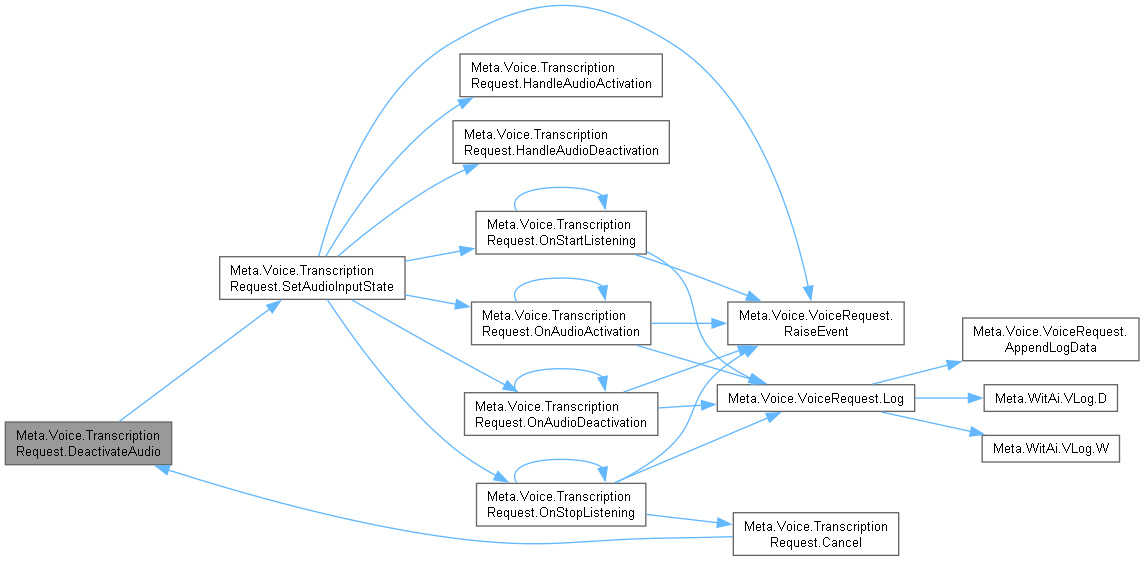 Meta.Voice.Transcription
Request.HandleAudioActivation
Meta.Voice.Transcription
Request.HandleAudioDeactivation
Meta.Voice.Transcription
Request.OnStartListening
Meta.Voice.Transcription
Request.SetAudioInputState
Meta.Voice.Transcription
Request.OnAudioActivation
Meta.Voice.VoiceRequest.
RaiseEvent
Meta.Voice.VoiceRequest.
AppendLogData
Meta.Voice.VoiceRequest.Log
Meta.WitAi.VLog.D
Meta.Voice.Transcription
Request.OnAudioDeactivation
Meta.Voice.Transcription
Request.DeactivateAudio
Meta.WitAi.VLog.W
Meta.Voice.Transcription
Request.OnStopListening
Meta.Voice.Transcription
Request.Cancel